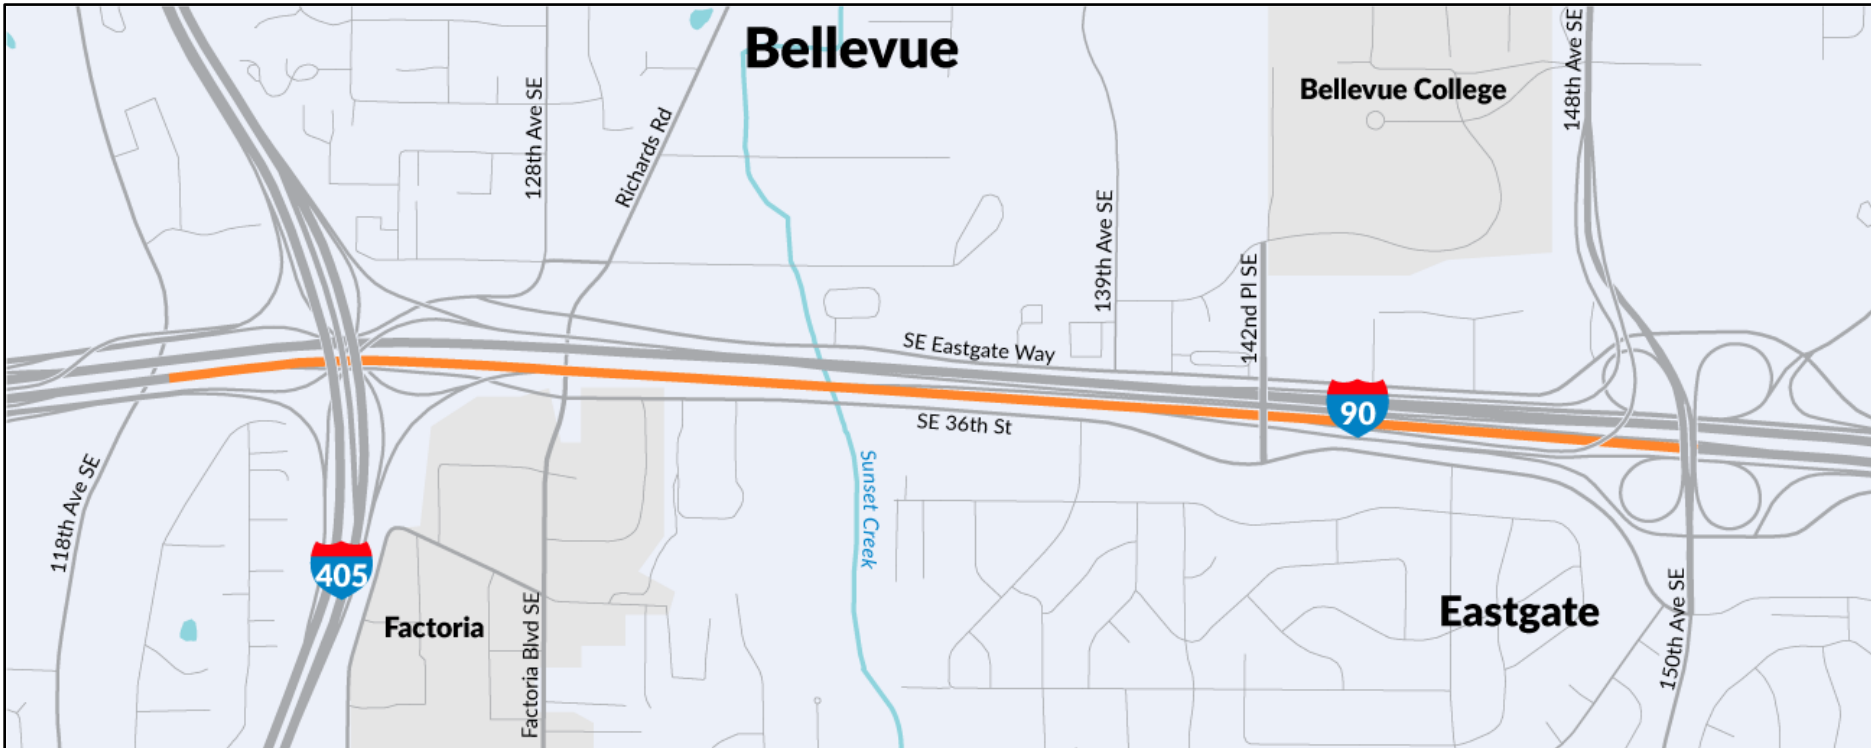 Bellevue
Bellevue College
148th Ave SE
128th Ave SE
Richards Rd
139th Ave SE
142nd Pl SE
SE Eastgate Way
90
SE 36th St
118th Ave SE
Sunset Creek
405
Factoria
Factoria Blvd SE
Eastgate
150th Ave SE